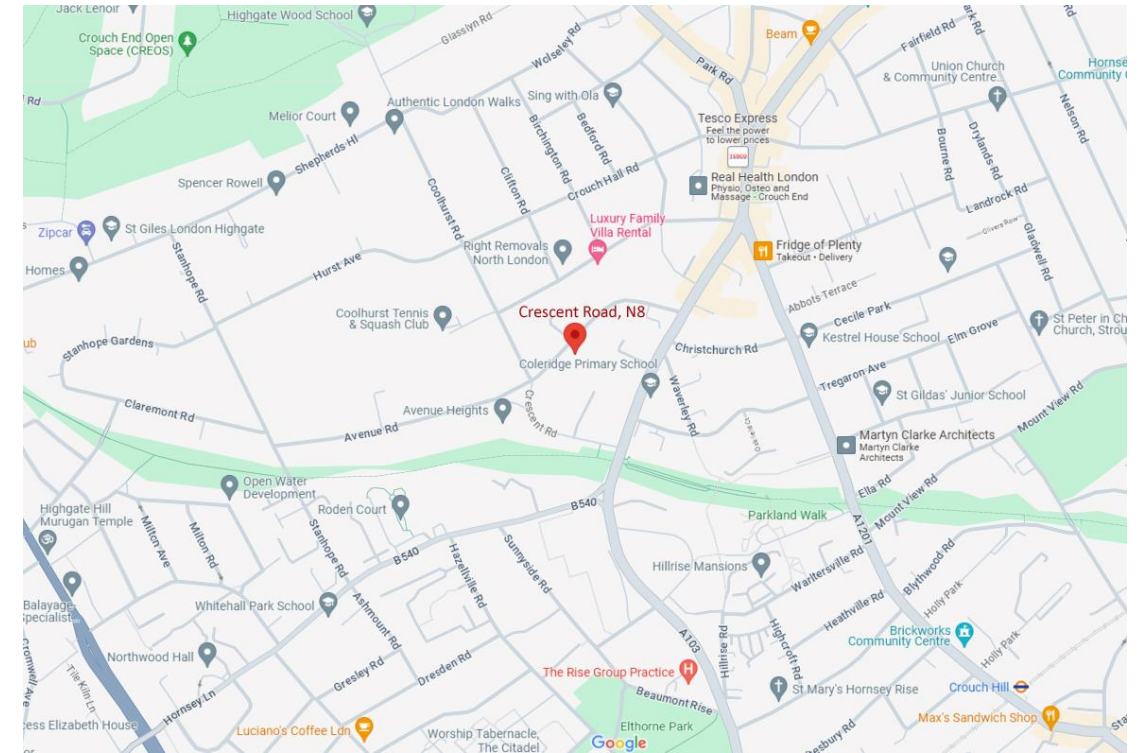 Jack Lenoir
Highgate Wood School
Crouch End Open
Space (CREOS)
Glasslyn Rd
Wolseley Rd
Park Rd
Beam
Fairfield Rd
Park Rd
Union Church
& Community Centre...
Hornse
Community C
Rd
Melior Court
Authentic London Walks
Sing with Ola
Bedford Rd
Birchington Rd
Tesco Express
Feel the power
to lower prices
Nelson Rd
Drylands Rd
Bourne Rd
Shepherds Hl
Spencer Rowell
Coolhurst Rd
Clifton Rd
Crouch Hall Rd
Real Health London
Physio, Osteo and
Massage - Crouch End
Landrock Rd
Zipcar
St Giles London Highgate
Stanhope Rd
Luxury Family
Villa Rental
Olivers Row
Gladwell Rd
Homes
Hurst Ave
Right Removals
North London
Fridge of Plenty
Takeout • Delivery
Abbots Terrace
Coolhurst Tennis
& Squash Club
Crescent Road, N8
Cecile Park
St Peter in Ch
Church, Strou
ub
Stanhope Gardens
Christchurch Rd
Kestrel House School
Elm Grove
Coleridge Primary School
Tregaron Ave
Waverley Rd
St Gildas' Junior School
Claremont Rd
Avenue Heights
Crescent Rd
Mount View Rd
Avenue Rd
Martyn Clarke Architects
Martyn Clarke
Architects
Open Water
Development
Ella Rd
Mount View Rd
Highgate Hill
Murugan Temple
Milton Ave
Milton Rd
Roden Court
B540
Parkland Walk
A1201
Stanhope Rd
B540
Hazellville Rd
Sunnyside Rd
Hillrise Mansions
Warltersville Rd
Blythwood Rd
Balayage
Specialist...
Whitehall Park School
Ashmount Rd
Heathville Rd
Holly Park
Cromwell Ave
A103
Hillrise Rd
Highcroft Rd
Brickworks
Community Centre
Holly Park
Northwood Hall
Tile Kiln Ln
Gresley Rd
Dresden Rd
The Rise Group Practice
Crouch Hill
Hornsey Ln
Beaumont Rise
St Mary's Hornsey Rise
cess Elizabeth House
Luciano's Coffee Ldn
Worship Tabernacle,
The Citadel
Elthorne Park
Max's Sandwich Shop
Google